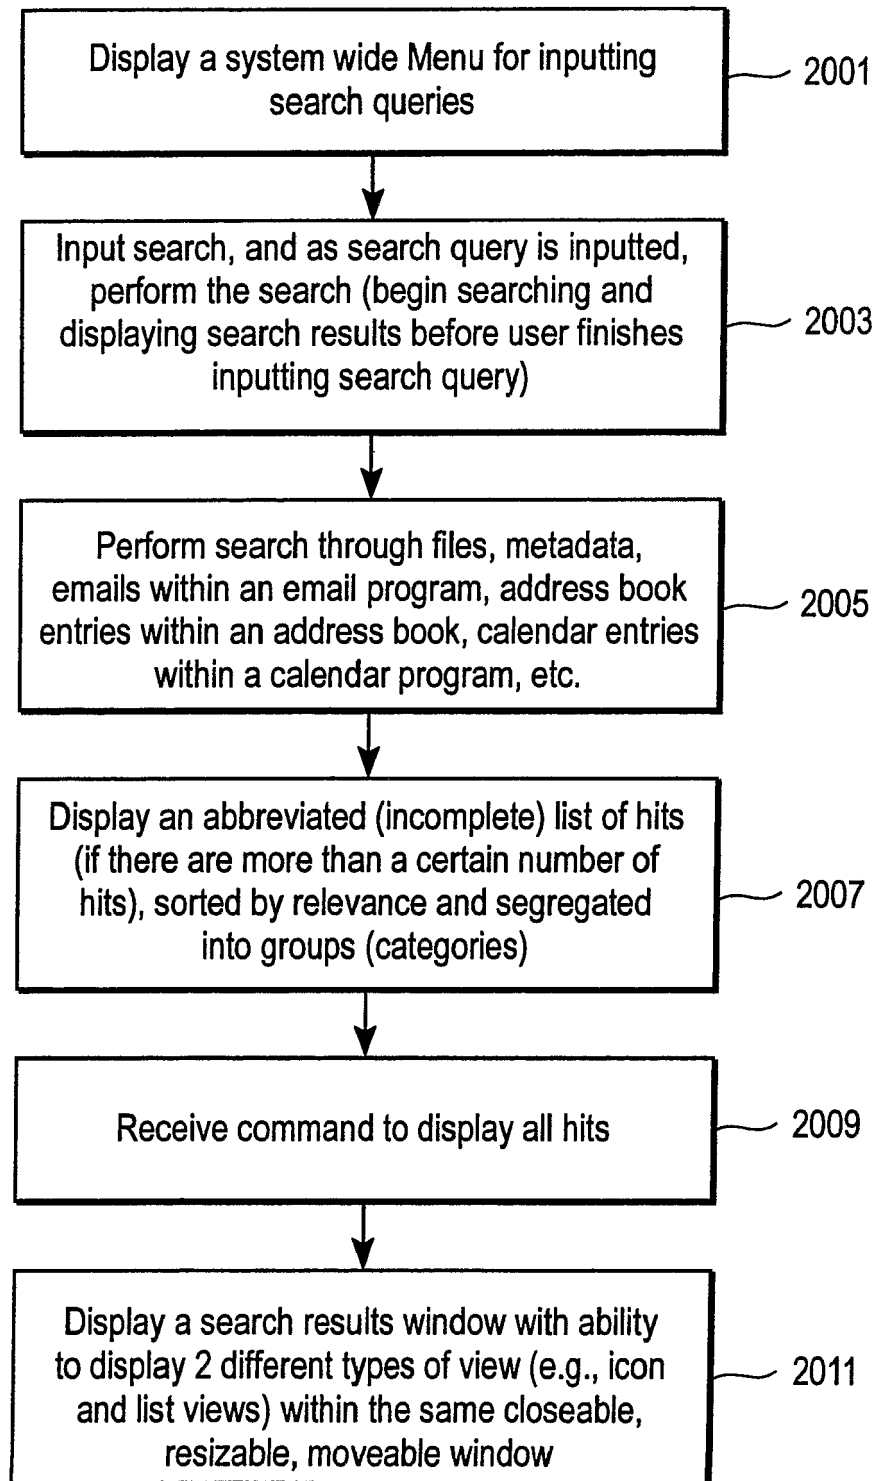 Display a system wide Menu for inputting
search queries
2001
Input search, and as search query is inputted,
perform the search (begin searching and
displaying search results before user finishes
inputting search query)
2003
Perform search through files, metadata,
emails within an email program, address book
entries within an address book, calendar entries
within a calendar program, etc.
2005
Display an abbreviated (incomplete) list of hits
(if there are more than a certain number of
hits), sorted by relevance and segregated
into groups (categories)
2007
Receive command to display all hits
2009
Display a search results window with ability
to display 2 different types of view (e.g., icon
and list views) within the same closeable,
resizable, moveable window
2011